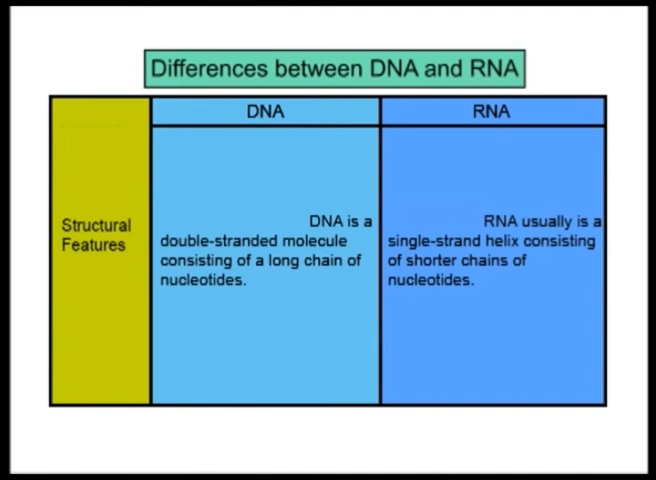 Differences between DNA and RNA
DNA
RNA
Structural
Features
DNA is a
double-stranded molecule
consisting of a long chain of
nucleotides.
RNA usually is a
single-strand helix consisting
of shorter chains of
nucleotides.